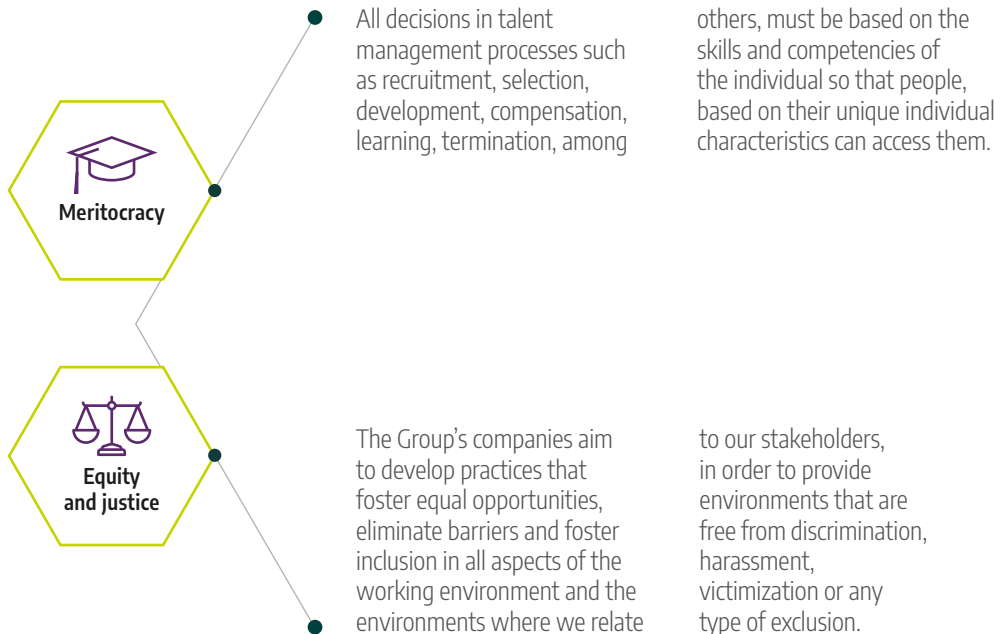 Meritocracy
All decisions in talent
management processes such
as recruitment, selection,
development, compensation,
learning, termination, among
others, must be based on the
skills and competencies of
the individual so that people,
based on their unique individual
characteristics can access them.
Equity
and justice
The Group’s companies aim
to develop practices that
foster equal opportunities,
eliminate barriers and foster
inclusion in all aspects of the
working environment and the
environments where we relate
to our stakeholders,
in order to provide
environments that are
free from discrimination,
harassment,
victimization or any
type of exclusion.